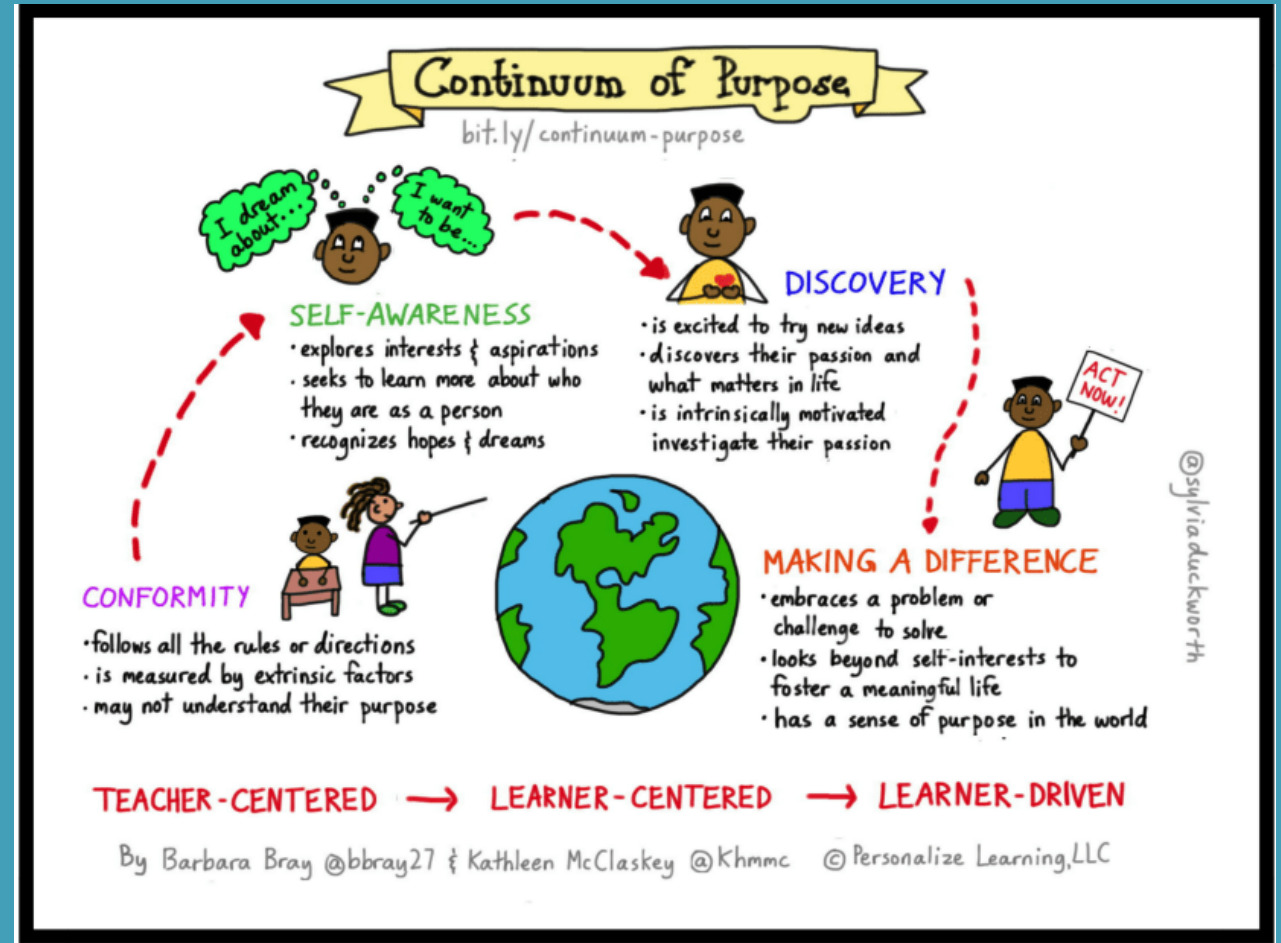 Continuum of Purpose
bit.ly/continuum-purpose
I dream
about...
I want
to be...
SELF-AWARENESS
• explores interests & aspirations
• seeks to learn more about who
they are as a person
• recognizes hopes & dreams
DISCOVERY
• is excited to try new ideas
• discovers their passion and
what matters in life
• is intrinsically motivated
investigate their passion
ACT
NOW!
CONFORMITY
• follows all the rules or directions
• is measured by extrinsic factors
• may not understand their purpose
MAKING A DIFFERENCE
• embraces a problem or
challenge to solve
• looks beyond self-interests to
foster a meaningful life
• has a sense of purpose in the world
@sylviaduckworth
TEACHER-CENTERED → LEARNER-CENTERED → LEARNER-DRIVEN
By Barbara Bray @bbray27 & Kathleen McClaskey @Khmmc © Personalize Learning, LLC